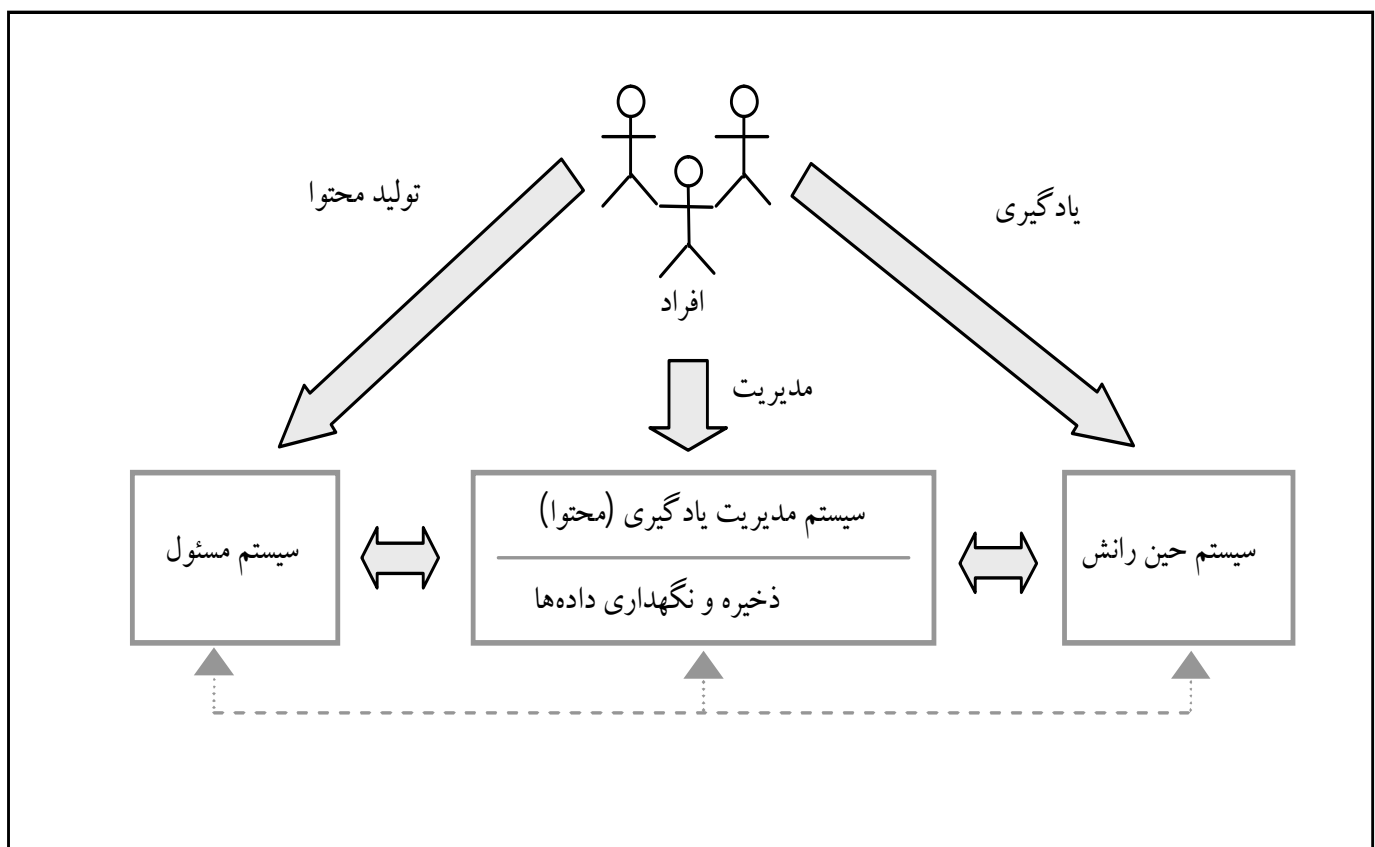 تولید محتوا
یادگیری
افراد
مدیریت
سیستم حین رانش
سیستم مدیریت یادگیری (محتوا)
ذخیره و نگهداری داده‌ها
سیستم مسئول